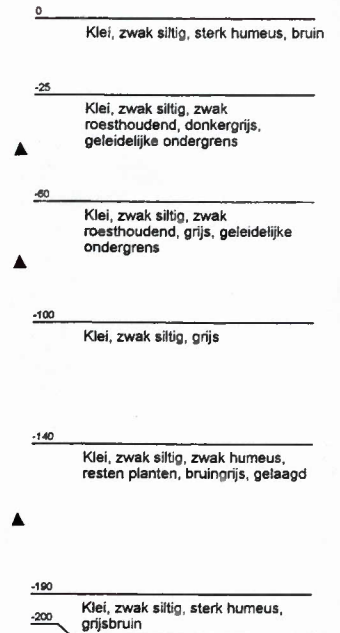 0
Klei, zwak siltig, sterk humeus, bruin
-25
Klei, zwak siltig, zwak
roesthoudend, donkergrijs,
geleidelijke ondergrens
-60
Klei, zwak siltig, zwak
roesthoudend, grijs, geleidelijke
ondergrens
-100
Klei, zwak siltig, grijs
-140
Klei, zwak siltig, zwak humeus,
resten planten, bruingrijs, gelaagd
-190
Klei, zwak siltig, sterk humeus,
-200
grijsbruin